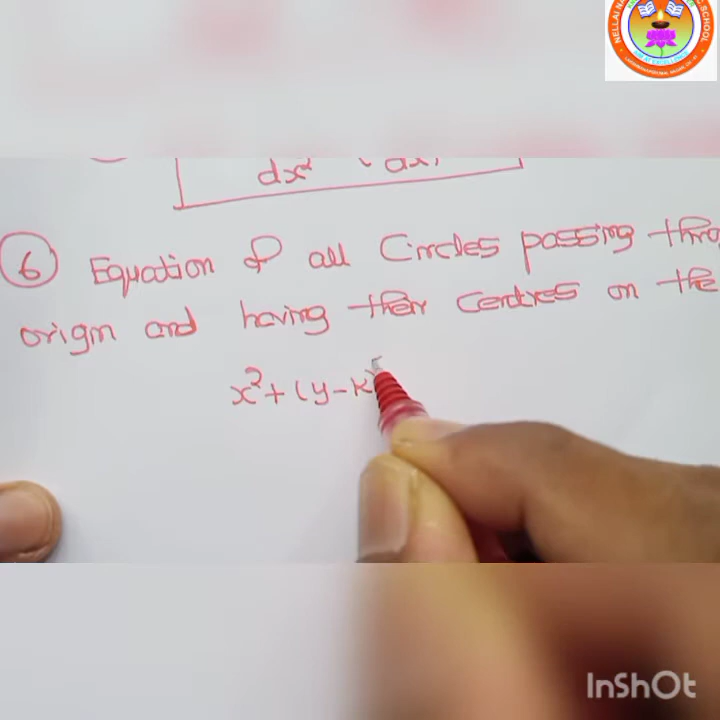 dx²
6 Equation of all Circles passing thro
origin and having their centres on the
x²+(y-k)
InShOt